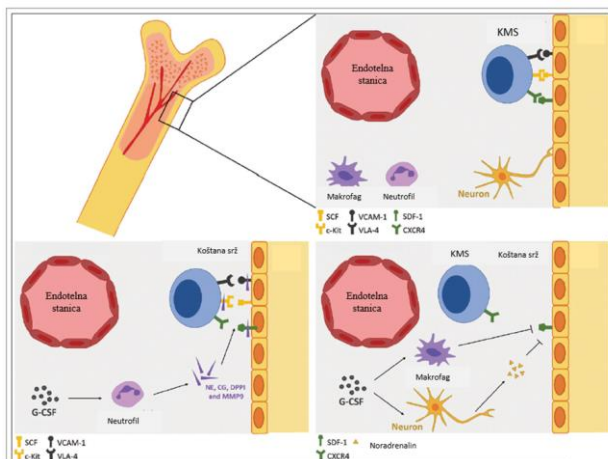 KMS
Endotelna
stanica
Makrofag
Neutrofil
Neuron
SCF
VCAM-1
SDF-1
c-Kit
VLA-4
CXCR4
Koštana srž
Endotelna
stanica
NE, CG, DPPI
and MMP9
G-CSF
Neutrofil
SCF
VCAM-1
c-Kit
VLA-4
KMS
Koštana srž
Endotelna
stanica
Makrofag
G-CSF
Neuron
SDF-1
Noradrenalin
CXCR4